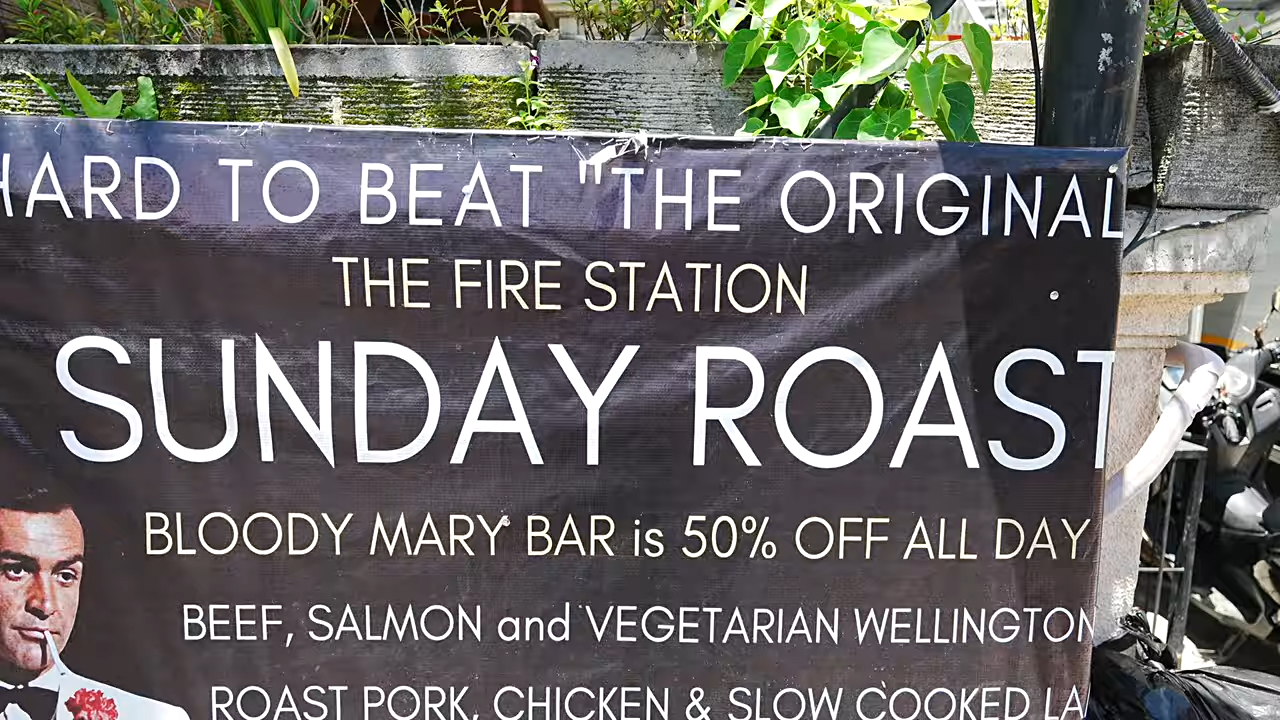 HARD TO BEAT "THE ORIGINAL
THE FIRE STATION
SUNDAY ROAST
BLOODY MARY BAR is 50% OFF ALL DAY
BEEF, SALMON and VEGETARIAN WELLINGTON
ROAST PORK, CHICKEN & SLOW COOKED LA